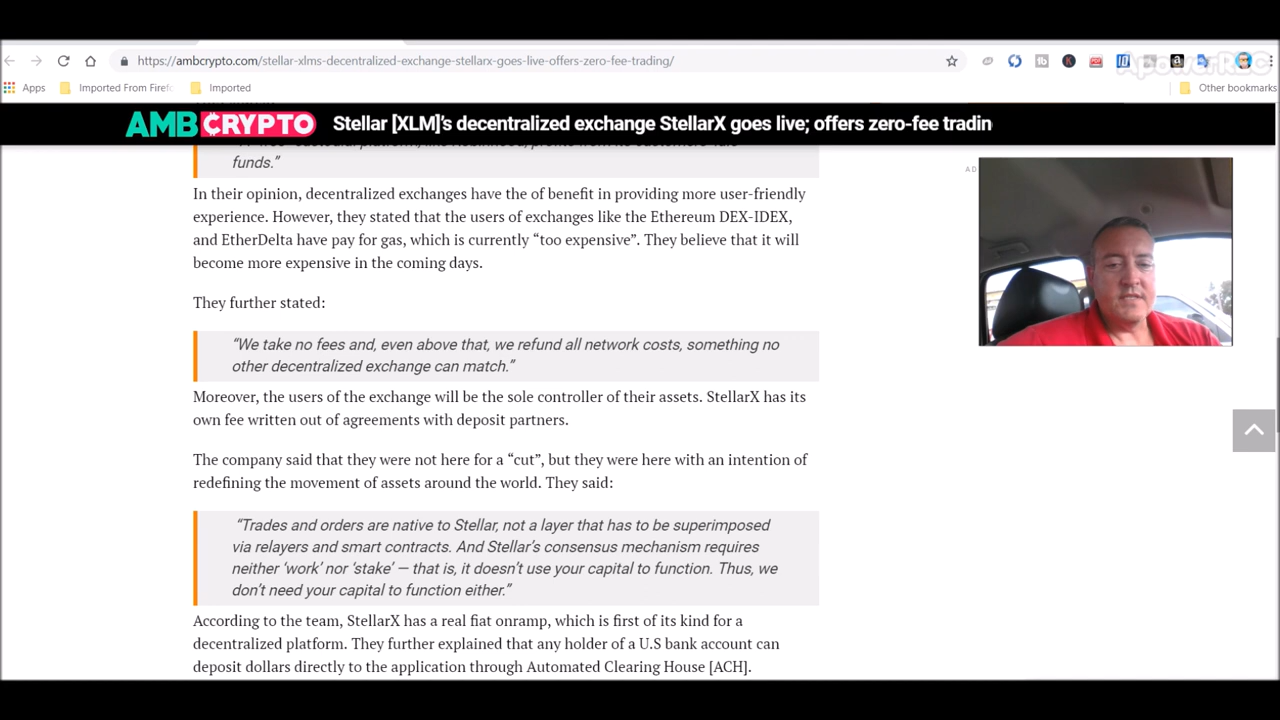 https://ambcrypto.com/stellar-xlms-decentralized-exchange-stellarx-goes-live-offers-zero-fee-trading/
ApowerREC
Apps
Imported From Firef
Imported
Other bookmarks
AMBCRYPTO
Stellar [XLM]'s decentralized exchange StellarX goes live; offers zero-fee tradin
funds.”
AD
In their opinion, decentralized exchanges have the of benefit in providing more user-friendly
experience. However, they stated that the users of exchanges like the Ethereum DEX-IDEX,
and EtherDelta have pay for gas, which is currently “too expensive”. They believe that it will
become more expensive in the coming days.
They further stated:
“We take no fees and, even above that, we refund all network costs, something no
other decentralized exchange can match.”
Moreover, the users of the exchange will be the sole controller of their assets. StellarX has its
own fee written out of agreements with deposit partners.
The company said that they were not here for a “cut”, but they were here with an intention of
redefining the movement of assets around the world. They said:
“Trades and orders are native to Stellar, not a layer that has to be superimposed
via relayers and smart contracts. And Stellar’s consensus mechanism requires
neither ‘work’ nor ‘stake’ — that is, it doesn’t use your capital to function. Thus, we
don’t need your capital to function either.”
According to the team, StellarX has a real fiat onramp, which is first of its kind for a
decentralized platform. They further explained that any holder of a U.S bank account can
deposit dollars directly to the application through Automated Clearing House [ACH].